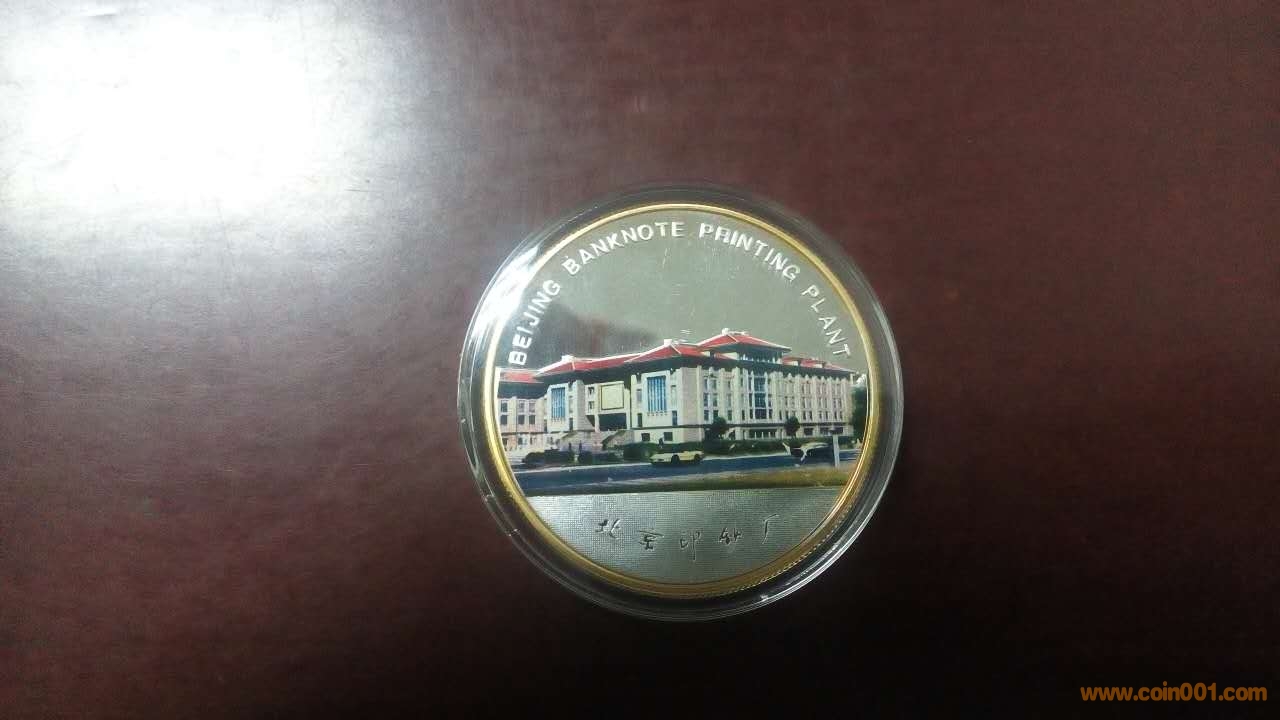 BEIJING BANKNOTE PRINTING PLANT
北京印钞厂
www.coin001.com